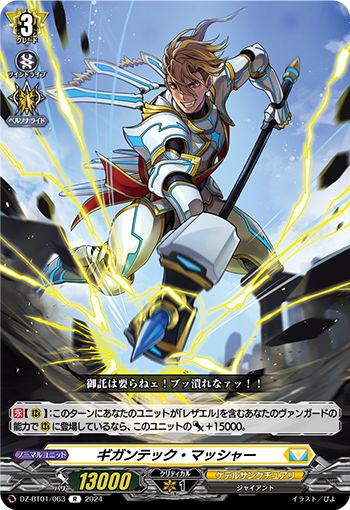 3
グレード
ツインドライブ
ペルソナライド
御託は要らねェ!ブッ潰れなァッ!!
:このターンにあなたのユニットが「レザエル」を含むあなたのヴァンガードの
能力で に登場しているなら、このユニットの +15000。
ノーマルユニット
ギガンテック・マッシャー
パワー 13000
クリティカル
1
ケテルサンクチュアリ
ジャイアント
DZ-BT01/063 R 2024
イラスト/ぴよ